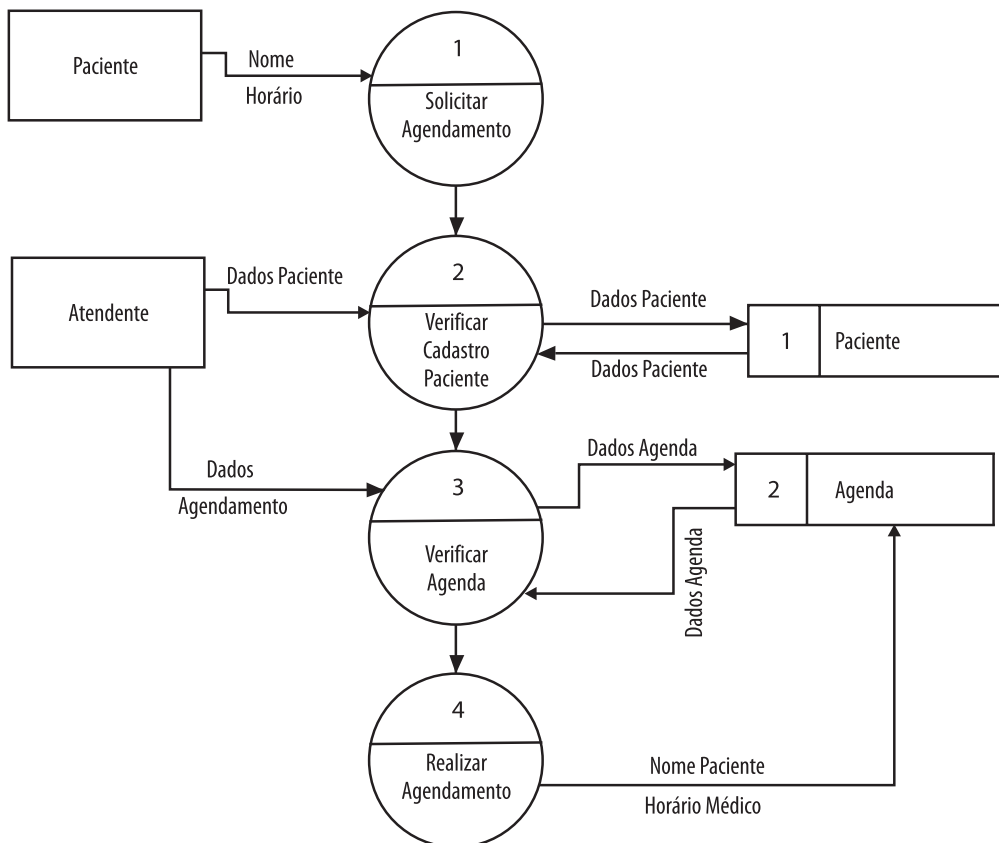 Paciente
Nome
Horário
1
Solicitar
Agendamento
Atendente
Dados Paciente
2
Verificar
Cadastro
Paciente
Dados Paciente
Dados Paciente
1
Paciente
Dados
Agendamento
3
Verificar
Agenda
Dados Agenda
Dados Agenda
2
Agenda
4
Realizar
Agendamento
Nome Paciente
Horário Médico